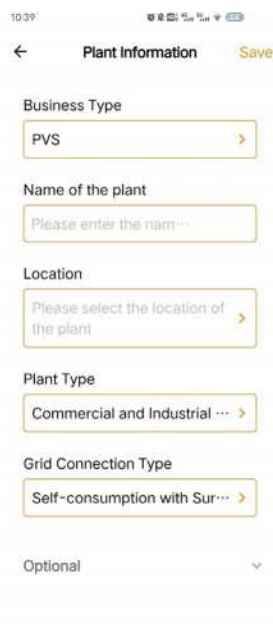 10:39
Plant Information Save
Business Type
PVS
Name of the plant
Please enter the nam···
Location
Please select the location of
the plant
Plant Type
Commercial and Industrial ···
Grid Connection Type
Self-consumption with Sur···
Optional